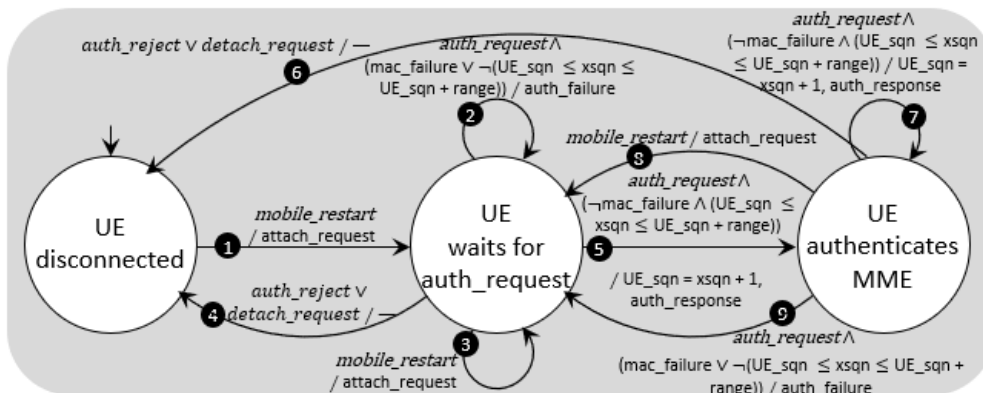 auth_reject ∨ detach_request / —
6
auth_request ∧
(mac_failure ∨ ¬(UE_sqn ≤ xsqn ≤
UE_sqn + range)) / auth_failure
2
auth_request ∧
(¬mac_failure ∧ (UE_sqn ≤ xsqn
≤ UE_sqn + range)) / UE_sqn =
xsqn + 1, auth_response
7
mobile_restart / attach_request
8
UE
disconnected
mobile_restart
/ attach_request
1
UE
waits for
auth_request
auth_request ∧
(¬mac_failure ∧ (UE_sqn ≤
xsqn ≤ UE_sqn + range))
5
/ UE_sqn = xsqn + 1,
auth_response
UE
authenticates
MME
auth_reject ∨
detach_request / —
4
3
mobile_restart
/ attach_request
9
auth_request ∧
(mac_failure ∨ ¬(UE_sqn ≤ xsqn ≤ UE_sqn +
range)) / auth_failure